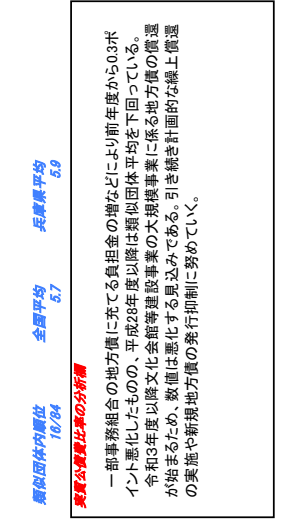 類似団体内順位 全国平均 兵庫県平均
16/84 5.7 5.9
実質公債費比率の分析欄
一部事務組合の地方債に充てる負担金の増などにより前年度から0.3ポ
イント悪化したものの、平成28年度以降は類似団体平均を下回っている。
令和3年度以降文化会館等建設事業の大規模事業に係る地方債の償還
が始まるため、数値は悪化する見込みである。引き続き計画的な繰上償還
の実施や新規地方債の発行抑制に努めていく。